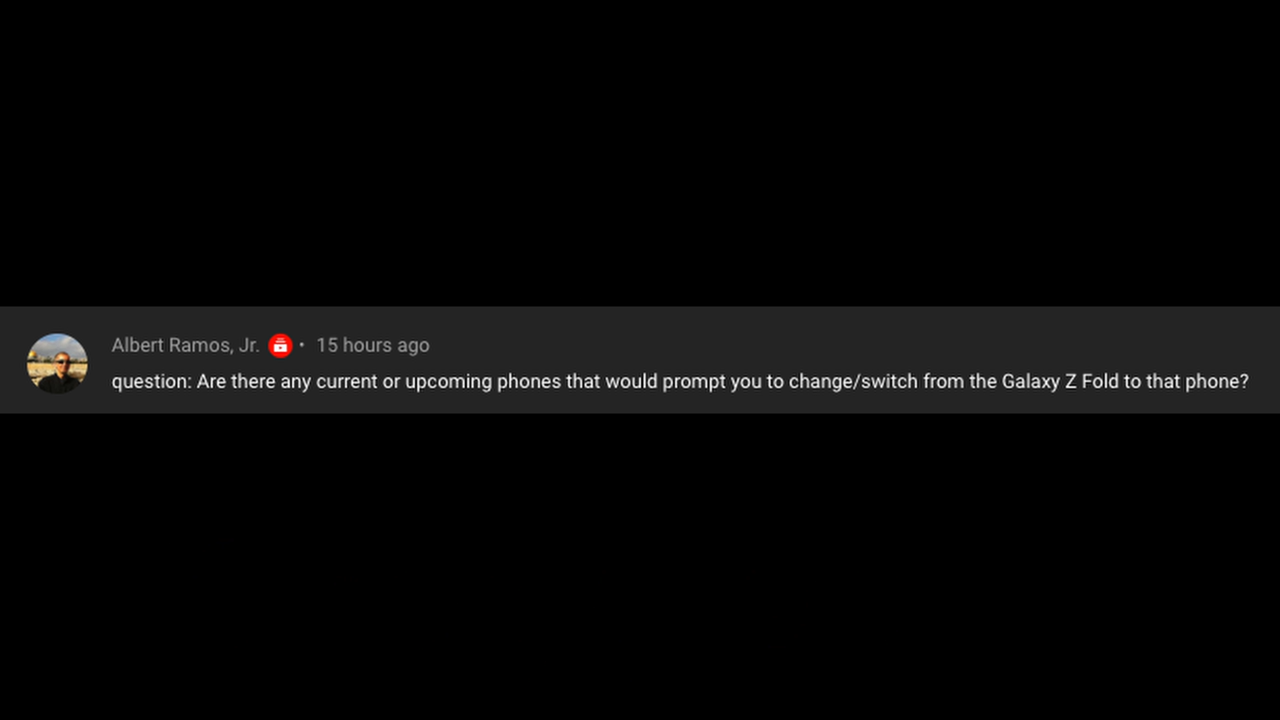 Albert Ramos, Jr. • 15 hours ago
question: Are there any current or upcoming phones that would prompt you to change/switch from the Galaxy Z Fold to that phone?